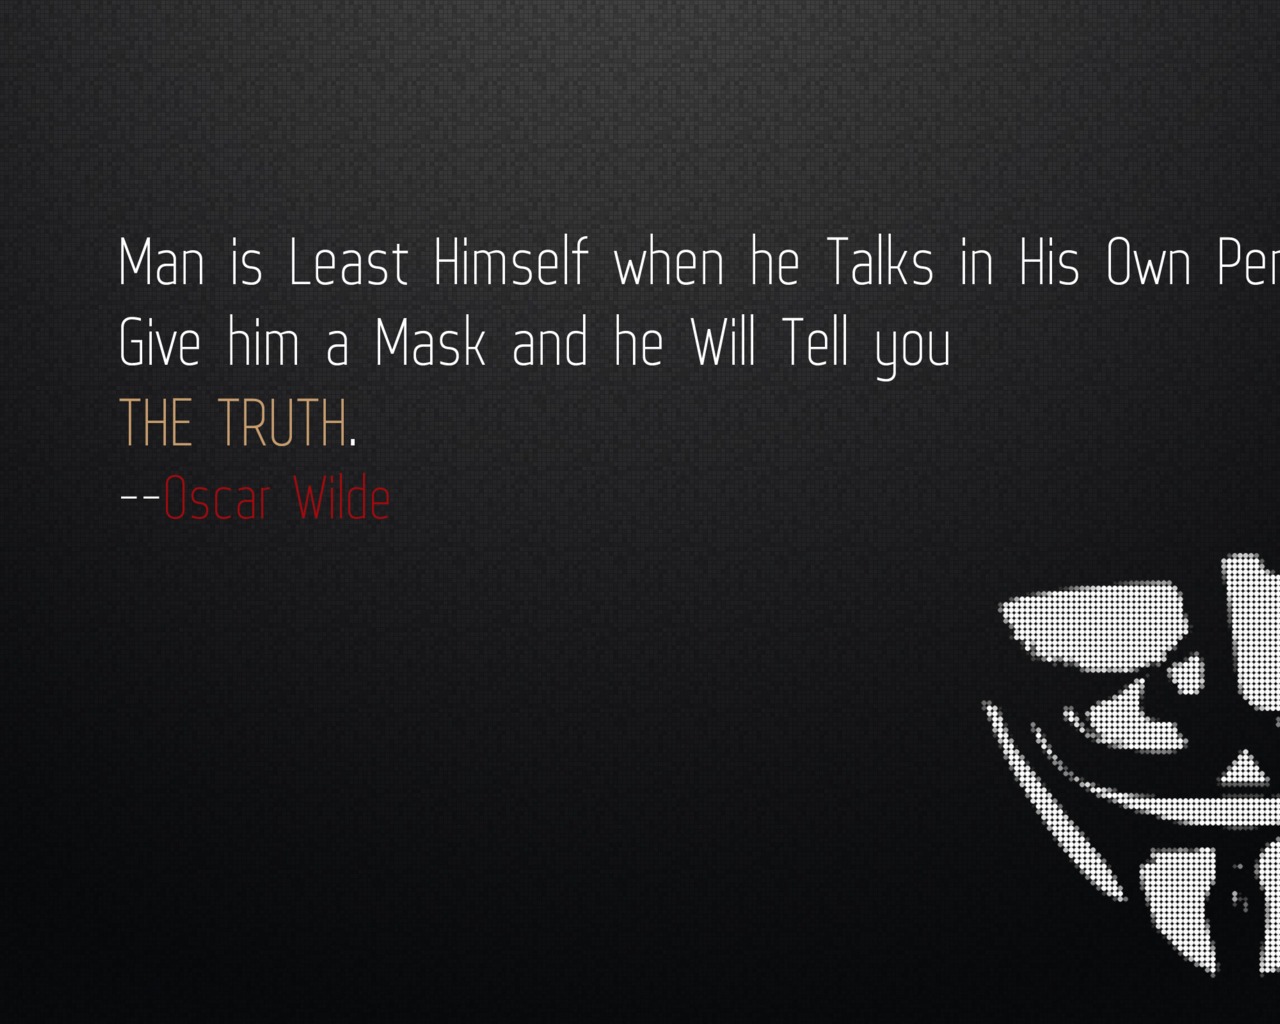 Man is Least Himself when he Talks in His Own Per
Give him a Mask and he Will Tell you
THE TRUTH.
--Oscar Wilde